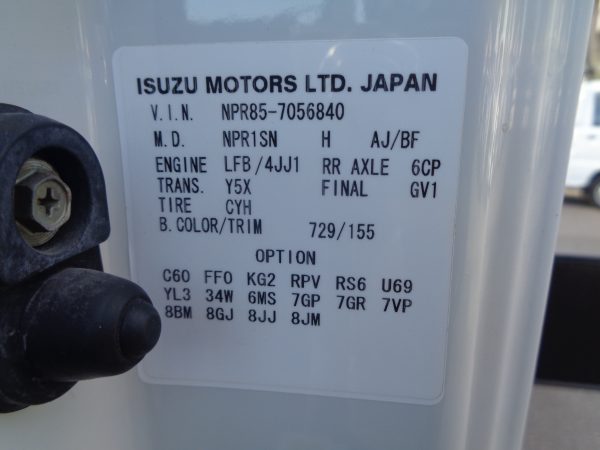 ISUZU MOTORS LTD. JAPAN
V.I.N. NPR85-7056840
M.D. NPR1SN H AJ/BF
ENGINE LFB/4JJ1 RR AXLE 6CP
TRANS. Y5X FINAL GV1
TIRE CYH
B.COLOR/TRIM 729/155
OPTION
C60 FF0 KG2 RPV RS6 U69
YL3 34W 6MS 7GP 7GR 7VP
8BM 8GJ 8JJ 8JM